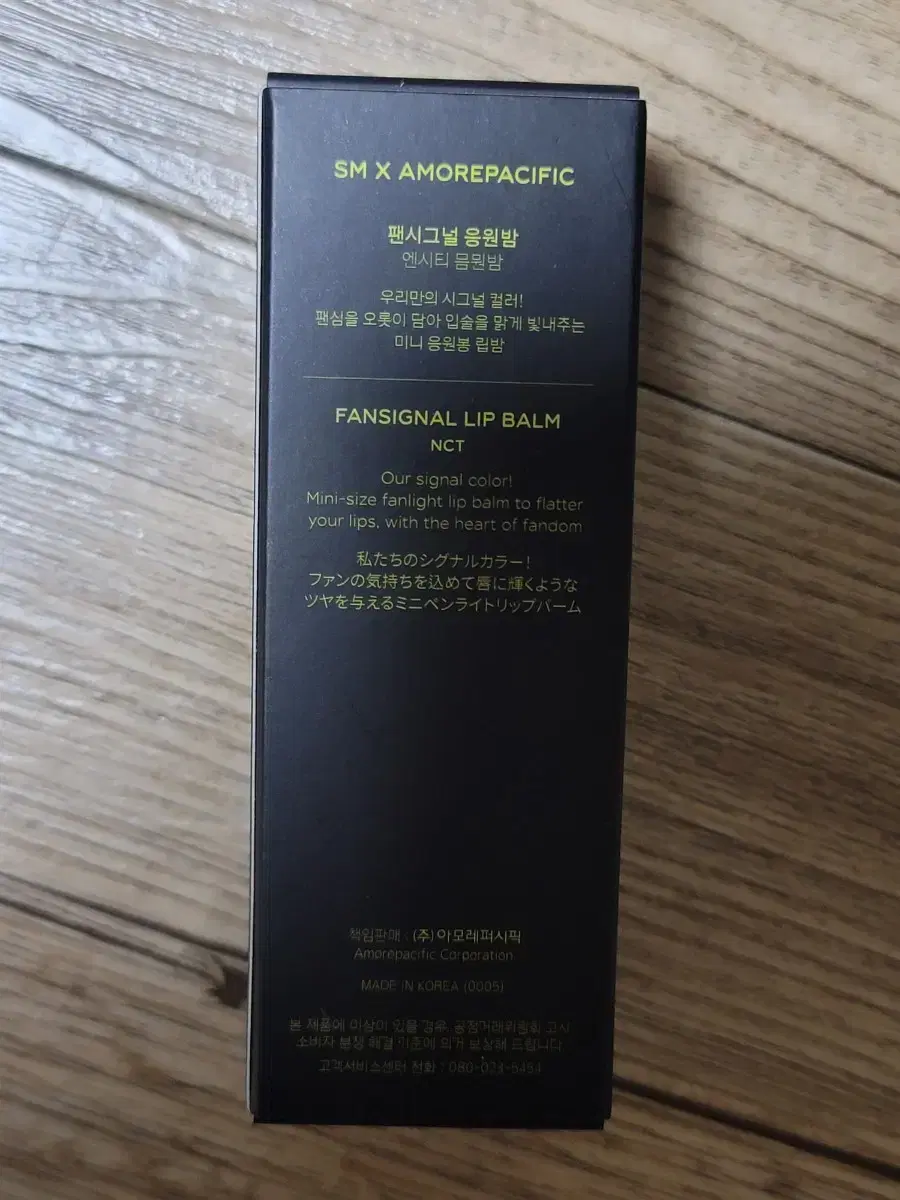 SM X AMOREPACIFIC
팬시그널 응원밤
엔시티 믐뭔밤
우리만의 시그널 컬러!
팬심을 오롯이 담아 입술을 맑게 빛내주는
미니 응원봉 립밤
FANSIGNAL LIP BALM
NCT
Our signal color!
Mini-size fanlight lip balm to flatter
your lips, with the heart of fandom
私たちのシグナルカラー!
ファンの気持ちを込めて唇に輝くような
ツヤを与えるミニペンライトリップバーム
책임판매 : (주)아모레퍼시픽
Amorepacific Corporation
MADE IN KOREA (0005)
본 제품에 이상이 있을 경우, 공정거래위원회 고시
소비자 분쟁 해결 기준에 의거 보상해 드립니다.
고객서비스센터 전화 : 080-023-5454